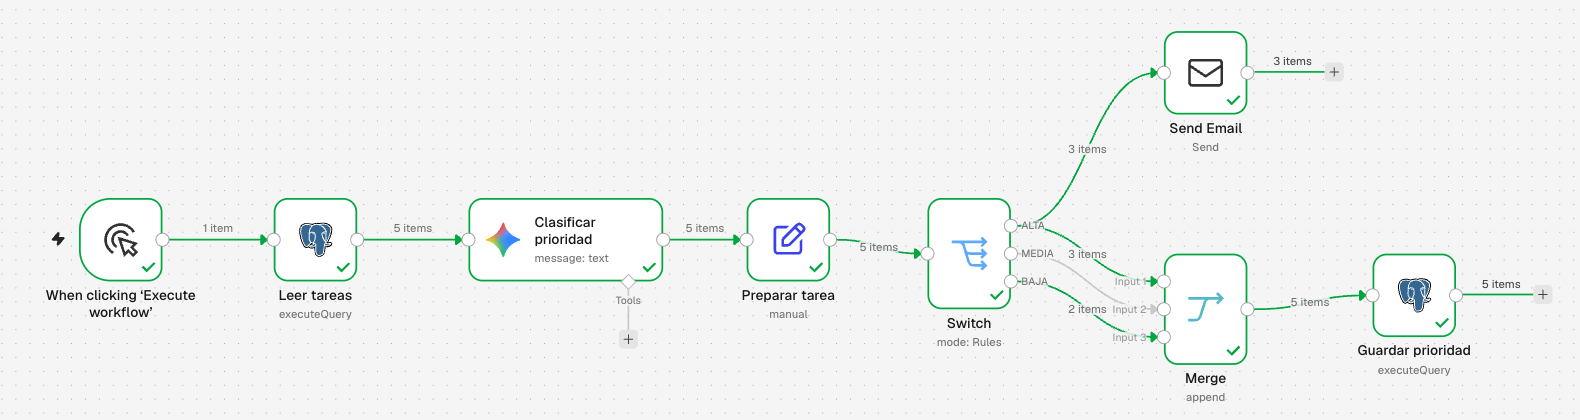 3 items
Send Email
Send
3 items
1 item
5 items
Clasificar
prioridad
message: text
5 items
5 items
ALTA
MEDIA
BAJA
3 items
Input 1
2 items
Input 2
Input 3
5 items
5 items
When clicking ‘Execute
workflow’
Leer tareas
executeQuery
Tools
Preparar tarea
manual
Switch
mode: Rules
Merge
append
Guardar prioridad
executeQuery